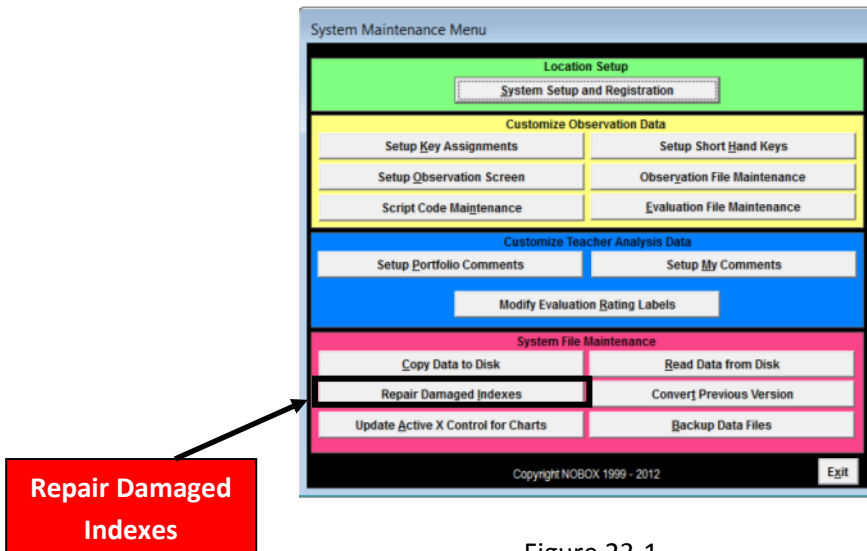 System Maintenance Menu
Location Setup
System Setup and Registration
Customize Observation Data
Setup Key Assignments
Setup Short Hand Keys
Setup Observation Screen
Observation File Maintenance
Script Code Maintenance
Evaluation File Maintenance
Customize Teacher Analysis Data
Setup Portfolio Comments
Setup My Comments
Modify Evaluation Rating Labels
System File Maintenance
Copy Data to Disk
Read Data from Disk
Repair Damaged Indexes
Convert Previous Version
Update Active X Control for Charts
Backup Data Files
Copyright NOBOX 1999 - 2012
Exit
Repair Damaged
Indexes
Figure 23-1